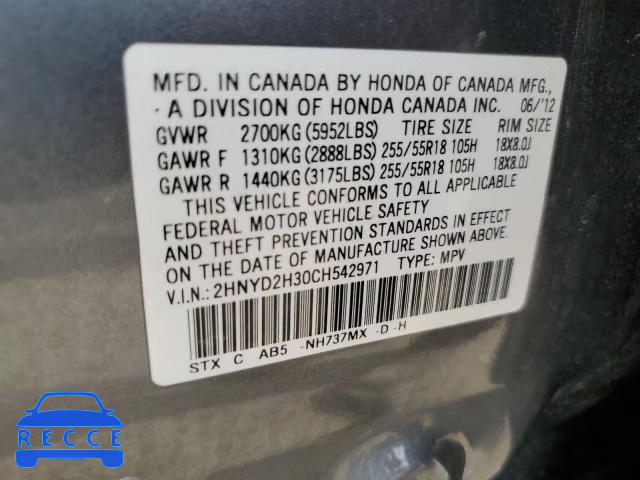 MFD. IN CANADA BY HONDA OF CANADA MFG.,
A DIVISION OF HONDA CANADA INC. 06/'12
GVWR 2700KG (5952LBS) TIRE SIZE RIM SIZE
GAWR F 1310KG (2888LBS) 255/55R18 105H 18X8.0J
GAWR R 1440KG (3175LBS) 255/55R18 105H 18X8.0J
THIS VEHICLE CONFORMS TO ALL APPLICABLE
FEDERAL MOTOR VEHICLE SAFETY
AND THEFT PREVENTION STANDARDS IN EFFECT
ON THE DATE OF MANUFACTURE SHOWN ABOVE.
V.I.N.: 2HNYD2H30CH542971 TYPE: MPV
STX C AB5 -NH737MX -D -H
RECCE